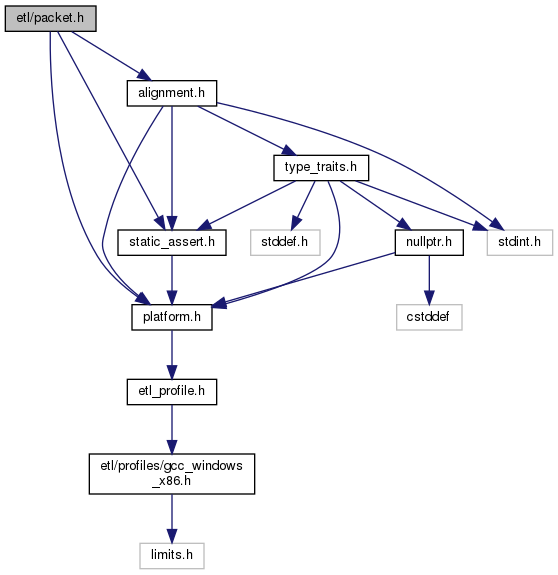 etl/packet.h
alignment.h
type_traits.h
static_assert.h
stddef.h
nullptr.h
stdint.h
platform.h
cstddef
etl_profile.h
etl/profiles/gcc_windows
_x86.h
limits.h